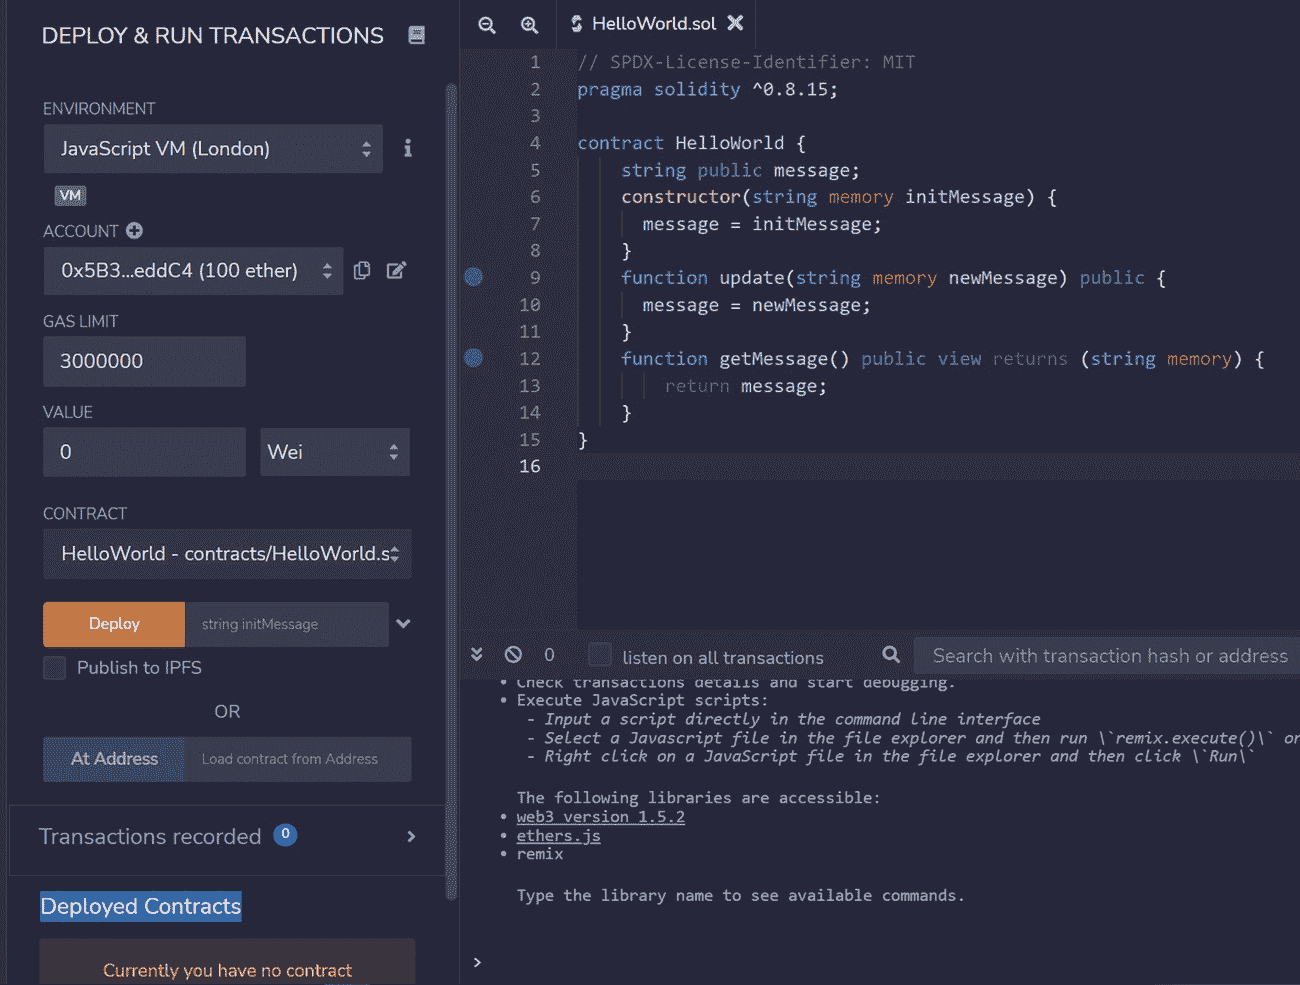 DEPLOY & RUN TRANSACTIONS
ENVIRONMENT
JavaScript VM (London)
VM
ACCOUNT
0x5B3...eddC4 (100 ether)
GAS LIMIT
3000000
VALUE
0
Wei
CONTRACT
HelloWorld - contracts/HelloWorld.s
Deploy
string initMessage
Publish to IPFS
OR
At Address
Load contract from Address
Transactions recorded 0
Deployed Contracts
Currently you have no contract
HelloWorld.sol
1 // SPDX-License-Identifier: MIT
2 pragma solidity ^0.8.15;
3
4 contract HelloWorld {
5 string public message;
6 constructor(string memory initMessage) {
7 message = initMessage;
8 }
9 function update(string memory newMessage) public {
10 message = newMessage;
11 }
12 function getMessage() public view returns (string memory) {
13 return message;
14 }
15 }
16
0
listen on all transactions
Search with transaction hash or address
• Check transactions details and start debugging.
• Execute JavaScript scripts:
- Input a script directly in the command line interface
- Select a Javascript file in the file explorer and then run \`remix.execute()\` or
- Right click on a JavaScript file in the file explorer and then click \`Run\`
The following libraries are accessible:
• web3 version 1.5.2
• ethers.js
• remix
Type the library name to see available commands.
>